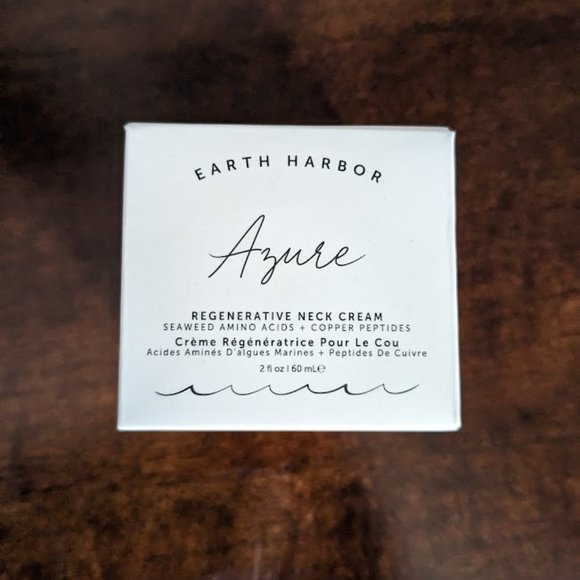 EARTH HARBOR
Azure
REGENERATIVE NECK CREAM
SEAWEED AMINO ACIDS + COPPER PEPTIDES
Crème Régénératrice Pour Le Cou
Acides Aminés D'algues Marines + Peptides De Cuivre
2 fl oz | 60 mL℮